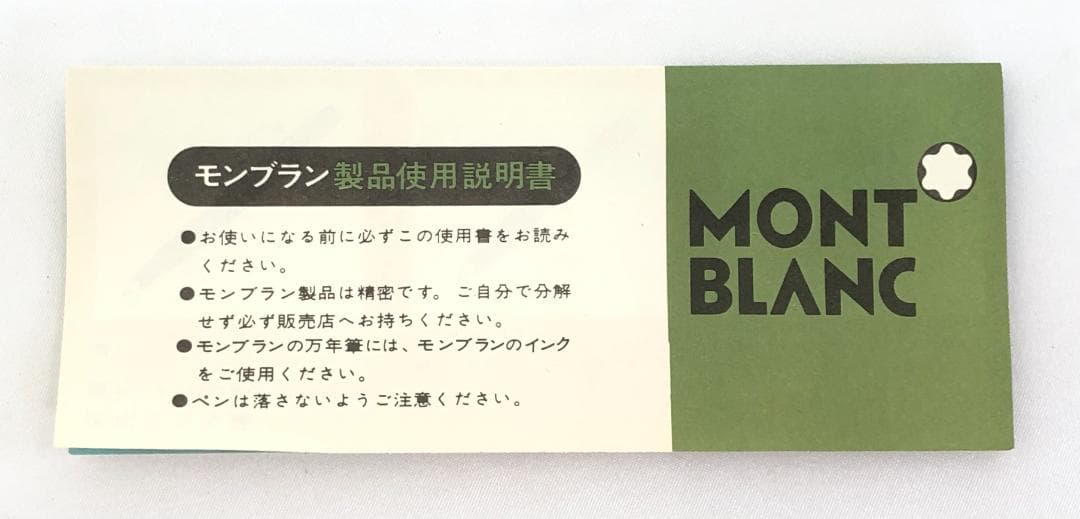 モンブラン製品使用説明書
●お使いになる前に必ずこの使用書をお読み
ください。
●モンブラン製品は精密です。ご自分で分解
せず必ず販売店へお持ちください。
●モンブランの万年筆には、モンブランのインク
をご使用ください。
●ペンは落さないようご注意ください。
MONT
BLANC